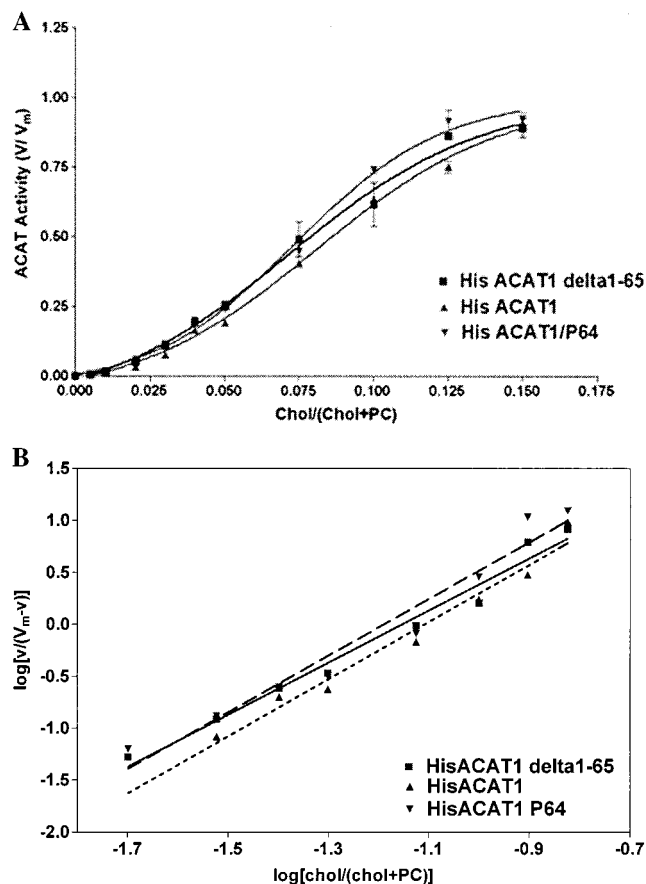 A
ACAT Activity (V/ Vm)
1.25
1.00
0.75
0.50
0.25
0.00
0.000 0.025 0.050 0.075 0.100 0.125 0.150 0.175
Chol/(Chol+PC)
His ACAT1 delta1-65
His ACAT1
His ACAT1/P64
B
log[v/(Vm-v)]
1.5
1.0
0.5
0.0
-0.5
-1.0
-1.5
-2.0
-1.7 -1.5 -1.3 -1.1 -0.9 -0.7
log[chol/(chol+PC)]
HisACAT1 delta1-65
HisACAT1
HisACAT1 P64